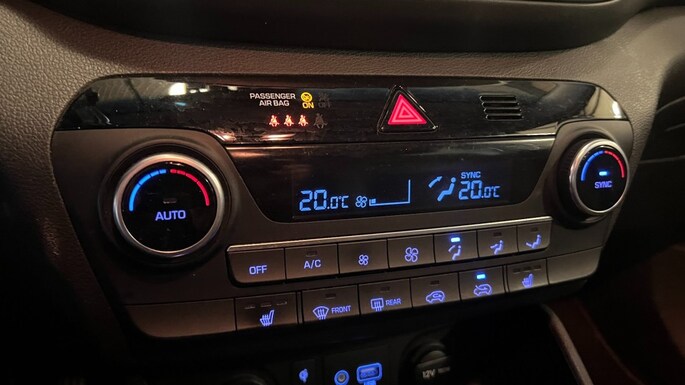 PASSENGER
AIR BAG
ON
SYNC
20.0°C
20.0°C
AUTO
SYNC
OFF
A/C
FRONT
REAR
12V